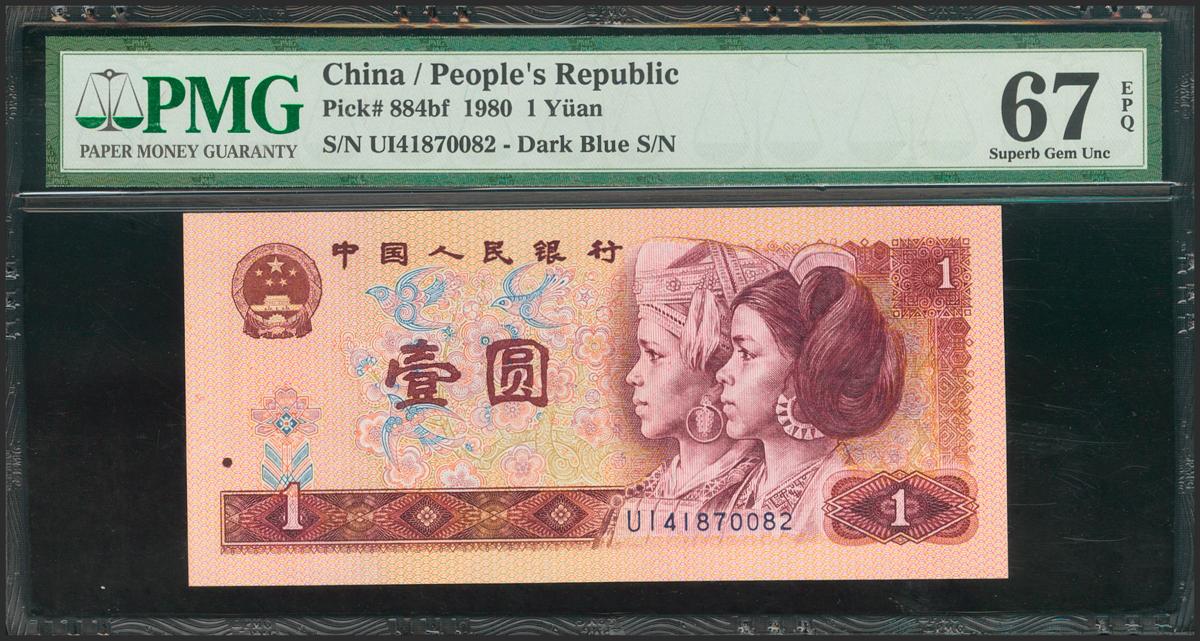 PMG
PAPER MONEY GUARANTY
China / People's Republic
Pick# 884bf 1980 1 Yüan
S/N UI41870082 - Dark Blue S/N
67
EPQ
Superb Gem Unc
中国人民银行
1
壹圆
1
UI41870082
1